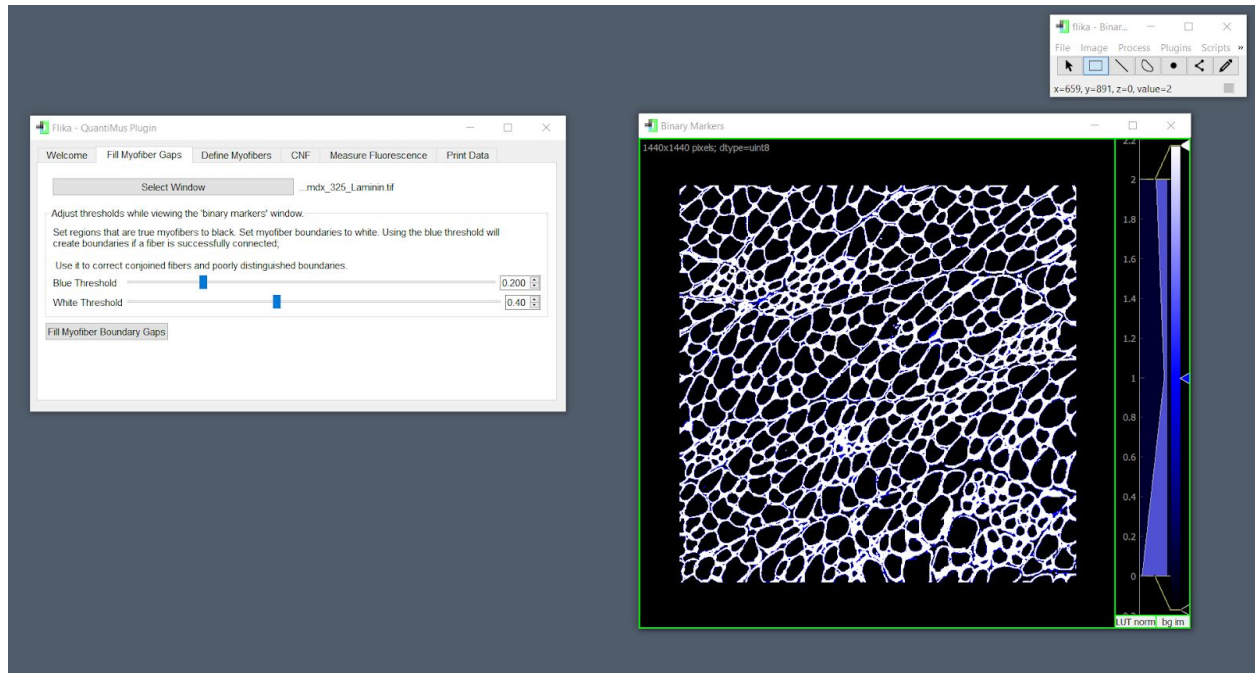 flika - Binar...
File Image Process Plugins Scripts »
x=659, y=891, z=0, value=2
Flika - QuantiMus Plugin
Welcome Fill Myofiber Gaps Define Myofibers CNF Measure Fluorescence Print Data
Select Window ...mdx_325_Laminin.tif
Adjust thresholds while viewing the 'binary markers' window.
Set regions that are true myofibers to black. Set myofiber boundaries to white. Using the blue threshold will
create boundaries if a fiber is successfully connected;
Use it to correct conjoined fibers and poorly distinguished boundaries.
Blue Threshold 0.200
White Threshold 0.40
Fill Myofiber Boundary Gaps
Binary Markers
1440x1440 pixels; dtype=uint8
2.2
2
1.8
1.6
1.4
1.2
1
0.8
0.6
0.4
0.2
0
LUT norm bg im